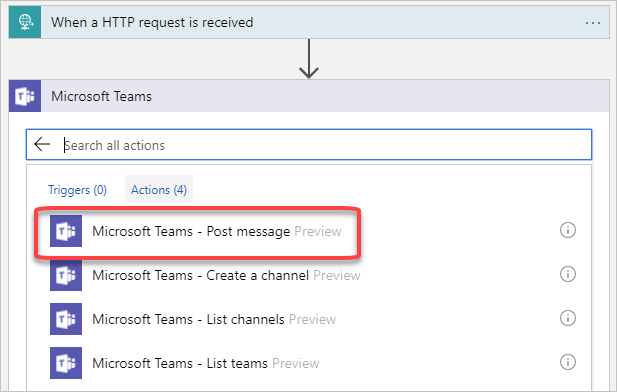 When a HTTP request is received
Microsoft Teams
Search all actions
Triggers (0) Actions (4)
Microsoft Teams - Post message Preview
Microsoft Teams - Create a channel Preview
Microsoft Teams - List channels Preview
Microsoft Teams - List teams Preview